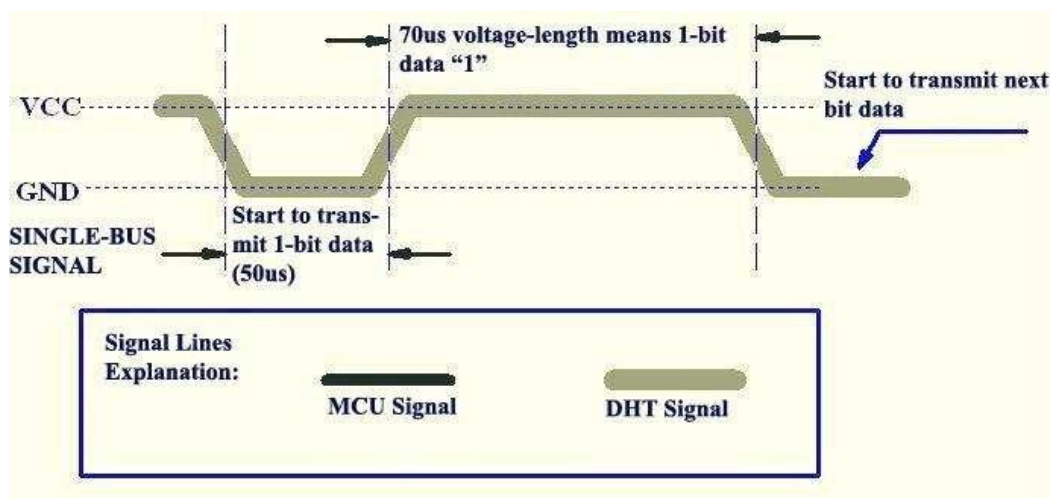 70us voltage-length means 1-bit
data “1”
Start to transmit next
bit data
VCC
GND
SINGLE-BUS
SIGNAL
Start to trans-
mit 1-bit data
(50us)
Signal Lines
Explanation:
MCU Signal
DHT Signal